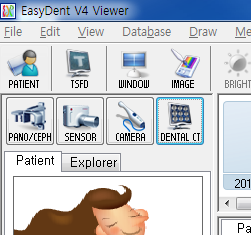 EasyDent V4 Viewer
File Edit View Database Draw
PATIENT TSFD WINDOW IMAGE BRIGHT
PANO/CEPH SENSOR CAMERA DENTAL CT
Patient Explorer
201
Pa